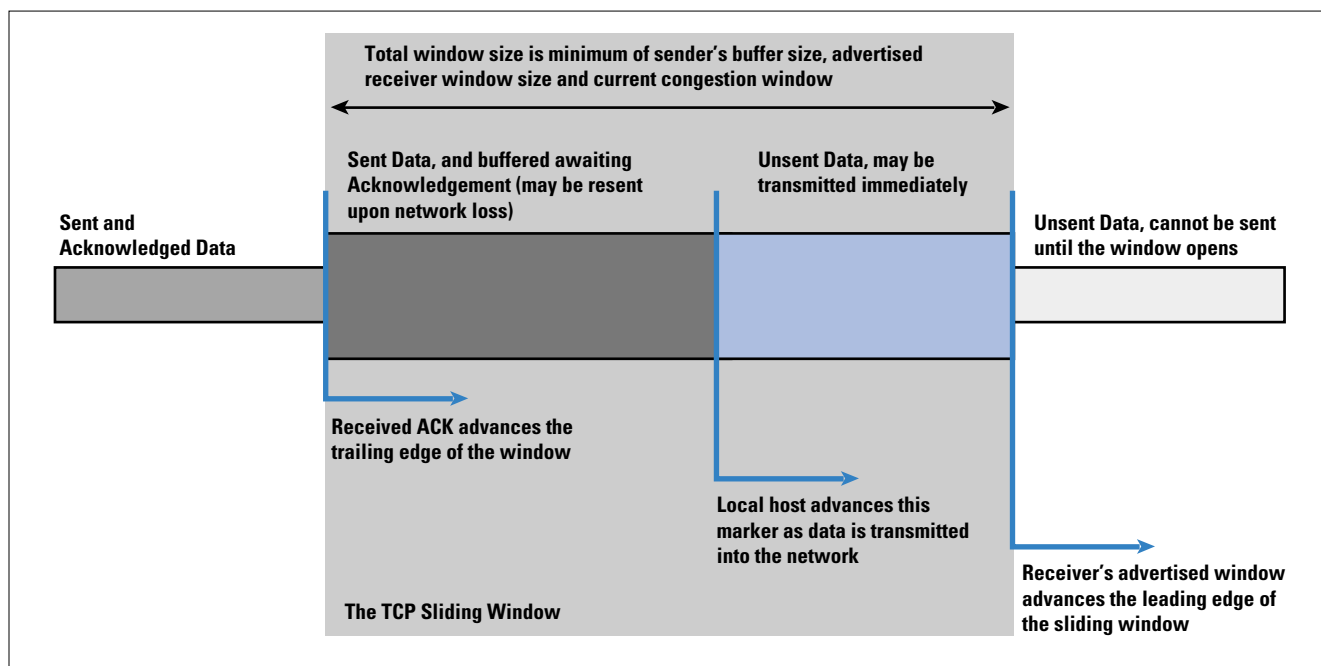 Total window size is minimum of sender's buffer size, advertised
receiver window size and current congestion window
Sent Data, and buffered awaiting
Acknowledgement (may be resent
upon network loss)
Unsent Data, may be
transmitted immediately
Sent and
Acknowledged Data
Unsent Data, cannot be sent
until the window opens
Received ACK advances the
trailing edge of the window
Local host advances this
marker as data is transmitted
into the network
Receiver's advertised window
advances the leading edge of
the sliding window
The TCP Sliding Window